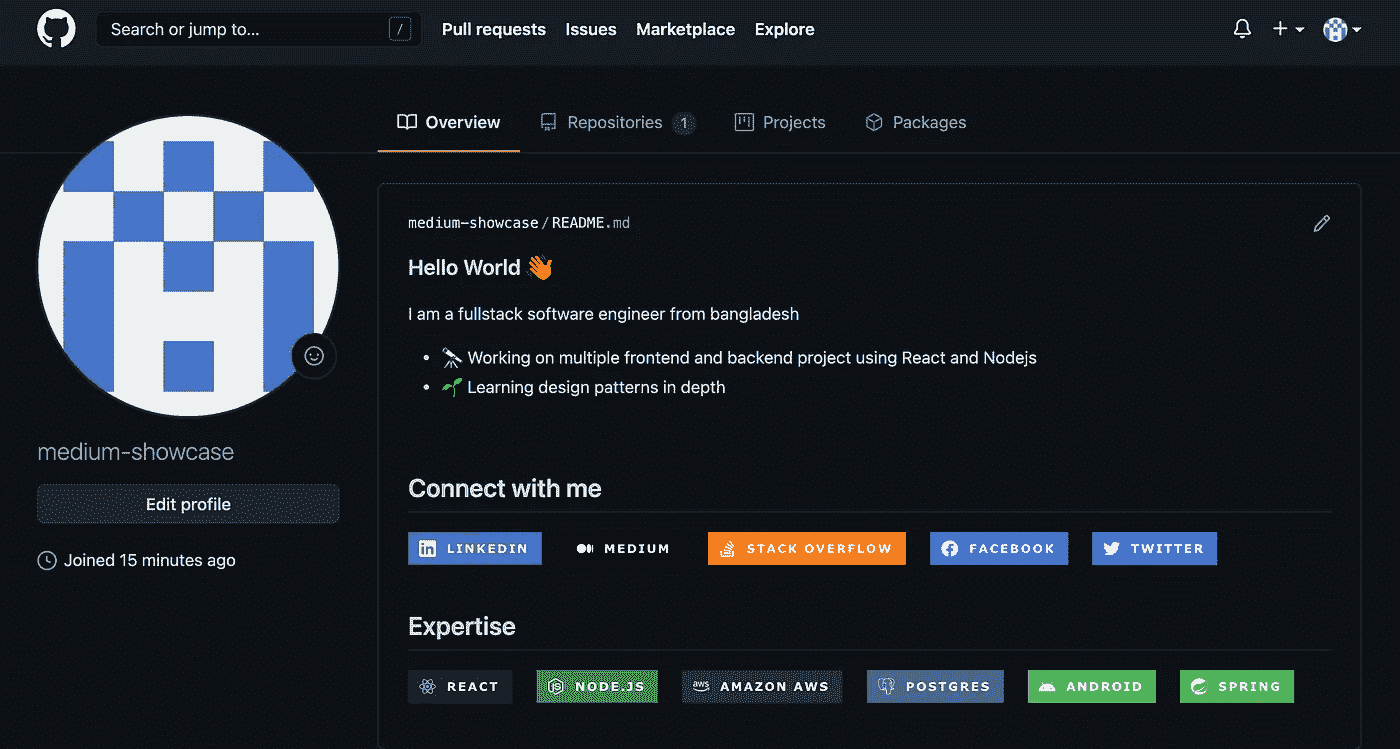 Search or jump to... /
Pull requests Issues Marketplace Explore
Overview Repositories 1 Projects Packages
medium-showcase/README.md
Hello World 👋
I am a fullstack software engineer from bangladesh
• 🔭 Working on multiple frontend and backend project using React and Nodejs
• 🌱 Learning design patterns in depth
medium-showcase
Edit profile
Joined 15 minutes ago
Connect with me
LINKEDIN MEDIUM STACK OVERFLOW FACEBOOK TWITTER
Expertise
REACT NODE.JS aws AMAZON AWS POSTGRES ANDROID SPRING